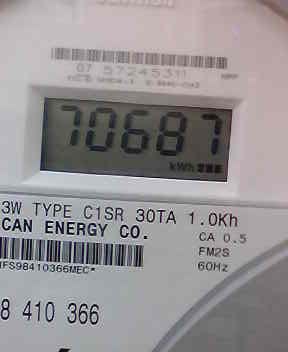 07 57245311
70687
kWh
3W TYPE C1SR 30TA 1.0Kh
CAN ENERGY CO.
CA 0.5
FM2S
60Hz
IFS98410366MEC*
8 410 366